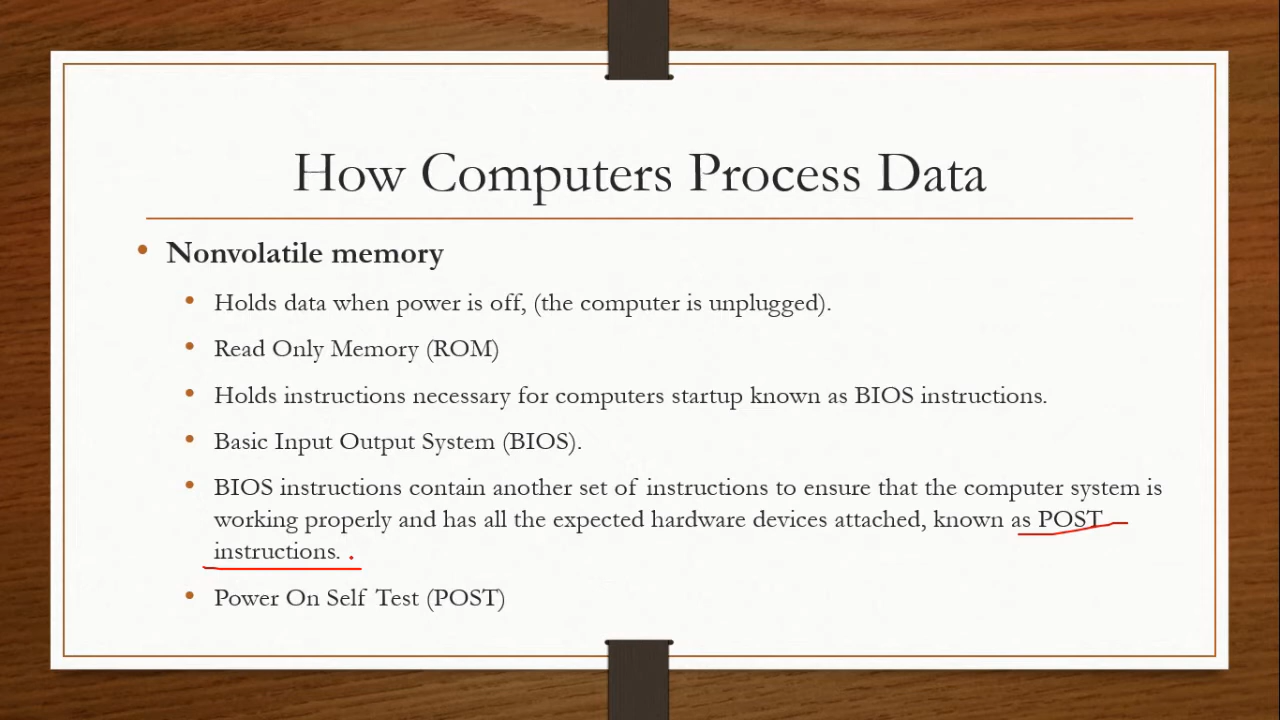 How Computers Process Data
• Nonvolatile memory
• Holds data when power is off, (the computer is unplugged).
• Read Only Memory (ROM)
• Holds instructions necessary for computers startup known as BIOS instructions.
• Basic Input Output System (BIOS).
• BIOS instructions contain another set of instructions to ensure that the computer system is
working properly and has all the expected hardware devices attached, known as POST
instructions.
• Power On Self Test (POST)